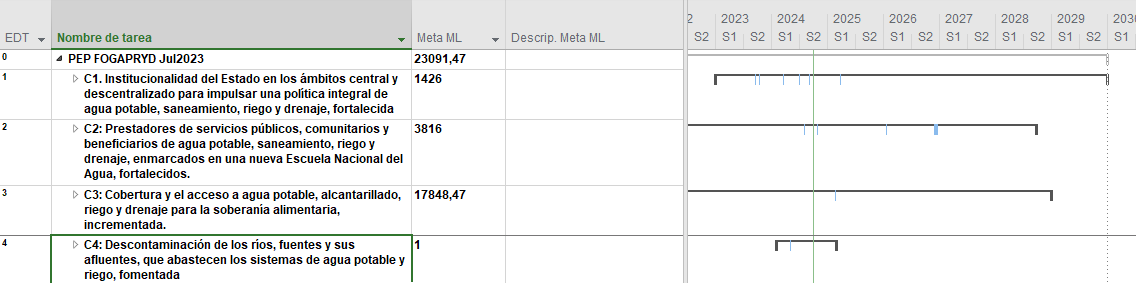 2 2023 2024 2025 2026 2027 2028 2029 2030
EDT Nombre de tarea Meta ML Descrip. Meta ML S2 S1 S2 S1 S2 S1 S2 S1 S2 S1 S2 S1 S2 S1 S2
0 PEP FOGAPRYD Jul2023 23091,47
1 C1. Institucionalidad del Estado en los ámbitos central y 1426
descentralizado para impulsar una política integral de
agua potable, saneamiento, riego y drenaje, fortalecida
2 C2: Prestadores de servicios públicos, comunitarios y 3816
beneficiarios de agua potable, saneamiento, riego y
drenaje, enmarcados en una nueva Escuela Nacional del
Agua, fortalecidos.
3 C3: Cobertura y el acceso a agua potable, alcantarillado, 17848,47
riego y drenaje para la soberanía alimentaria,
incrementada.
4 C4: Descontaminación de los ríos, fuentes y sus 1
afluentes, que abastecen los sistemas de agua potable y
riego, fomentada